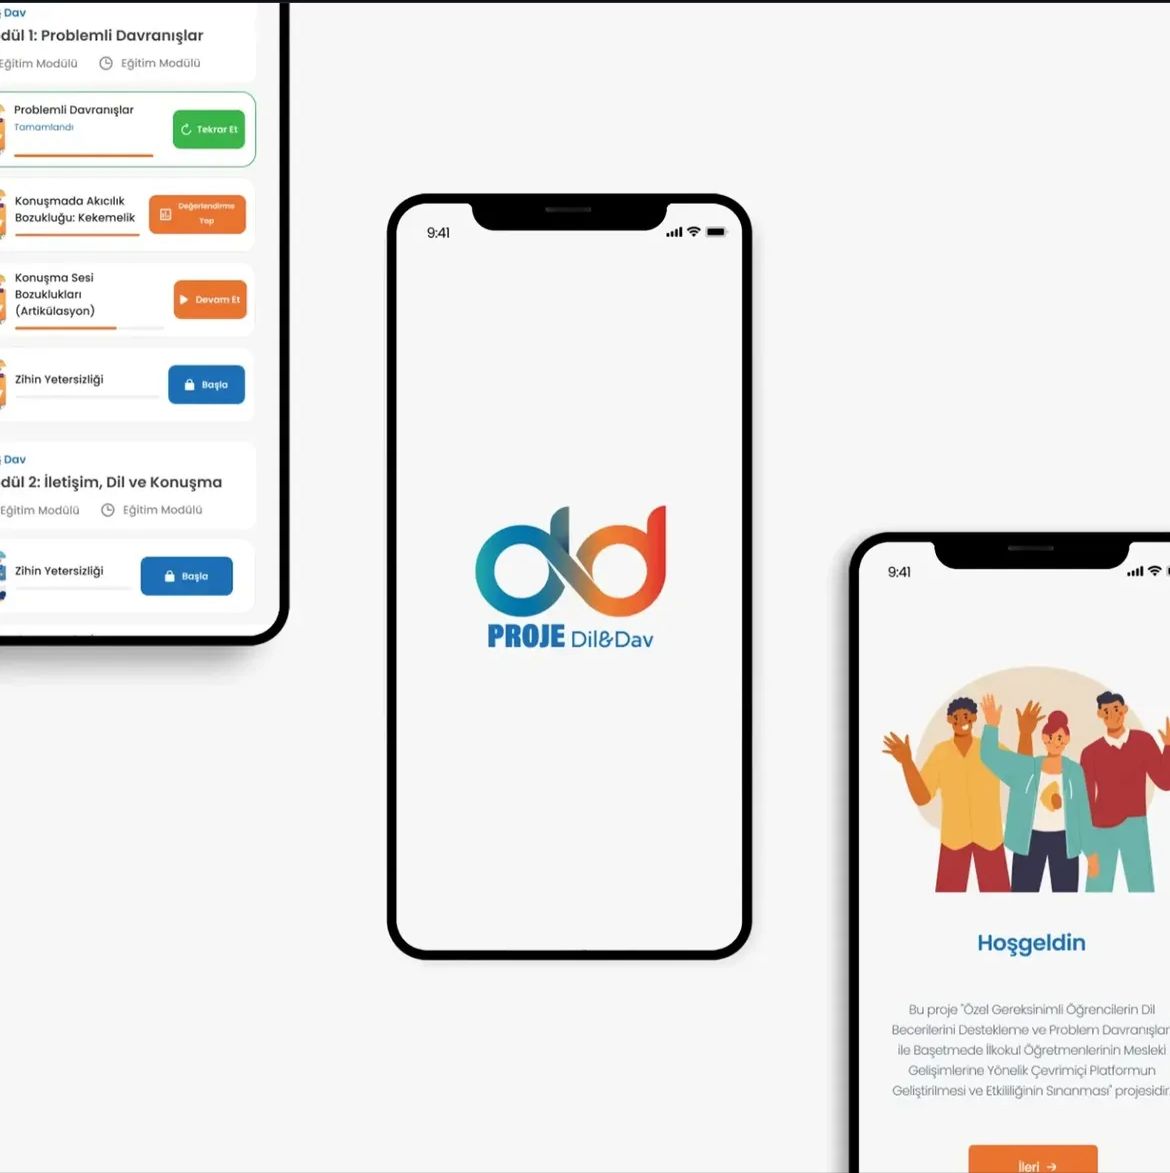 Dav
dül 1: Problemli Davranışlar
Eğitim Modülü Eğitim Modülü
Problemli Davranışlar
Tamamlandı
Tekrar Et
Konuşmada Akıcılık
Bozukluğu: Kekemelik
Değerlendirme
Yap
Konuşma Sesi
Bozuklukları
(Artikülasyon)
Devam Et
Zihin Yetersizliği
Başla
Dav
dül 2: İletişim, Dil ve Konuşma
Eğitim Modülü Eğitim Modülü
Zihin Yetersizliği
Başla
9:41
PROJE Dil&Dav
9:41
Hoşgeldin
Bu proje "Özel Gereksinimli Öğrencilerin Dil
Becerilerini Destekleme ve Problem Davranışlar
ile Başetmede İlkokul Öğretmenlerinin Mesleki
Gelişimlerine Yönelik Çevrimiçi Platformun
Geliştirilmesi ve Etkililiğinin Sınanması" projesidir.
İleri →